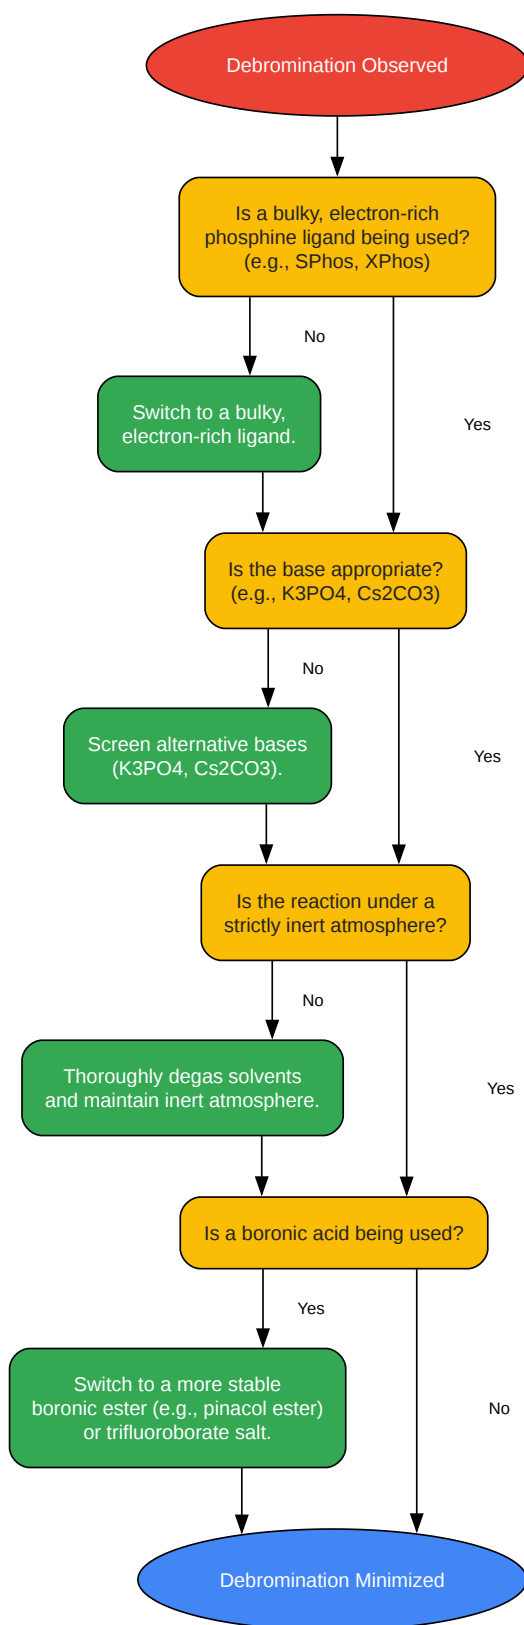 Debromination Observed
Is a bulky, electron-rich
phosphine ligand being used?
(e.g., SPhos, XPhos)
No
Switch to a bulky,
electron-rich ligand.
Yes
Is the base appropriate?
(e.g., K3PO4, Cs2CO3)
No
Screen alternative bases
(K3PO4, Cs2CO3).
Yes
Is the reaction under a
strictly inert atmosphere?
No
Thoroughly degas solvents
and maintain inert atmosphere.
Yes
Is a boronic acid being used?
Yes
Switch to a more stable
boronic ester (e.g., pinacol ester)
or trifluoroborate salt.
No
Debromination Minimized